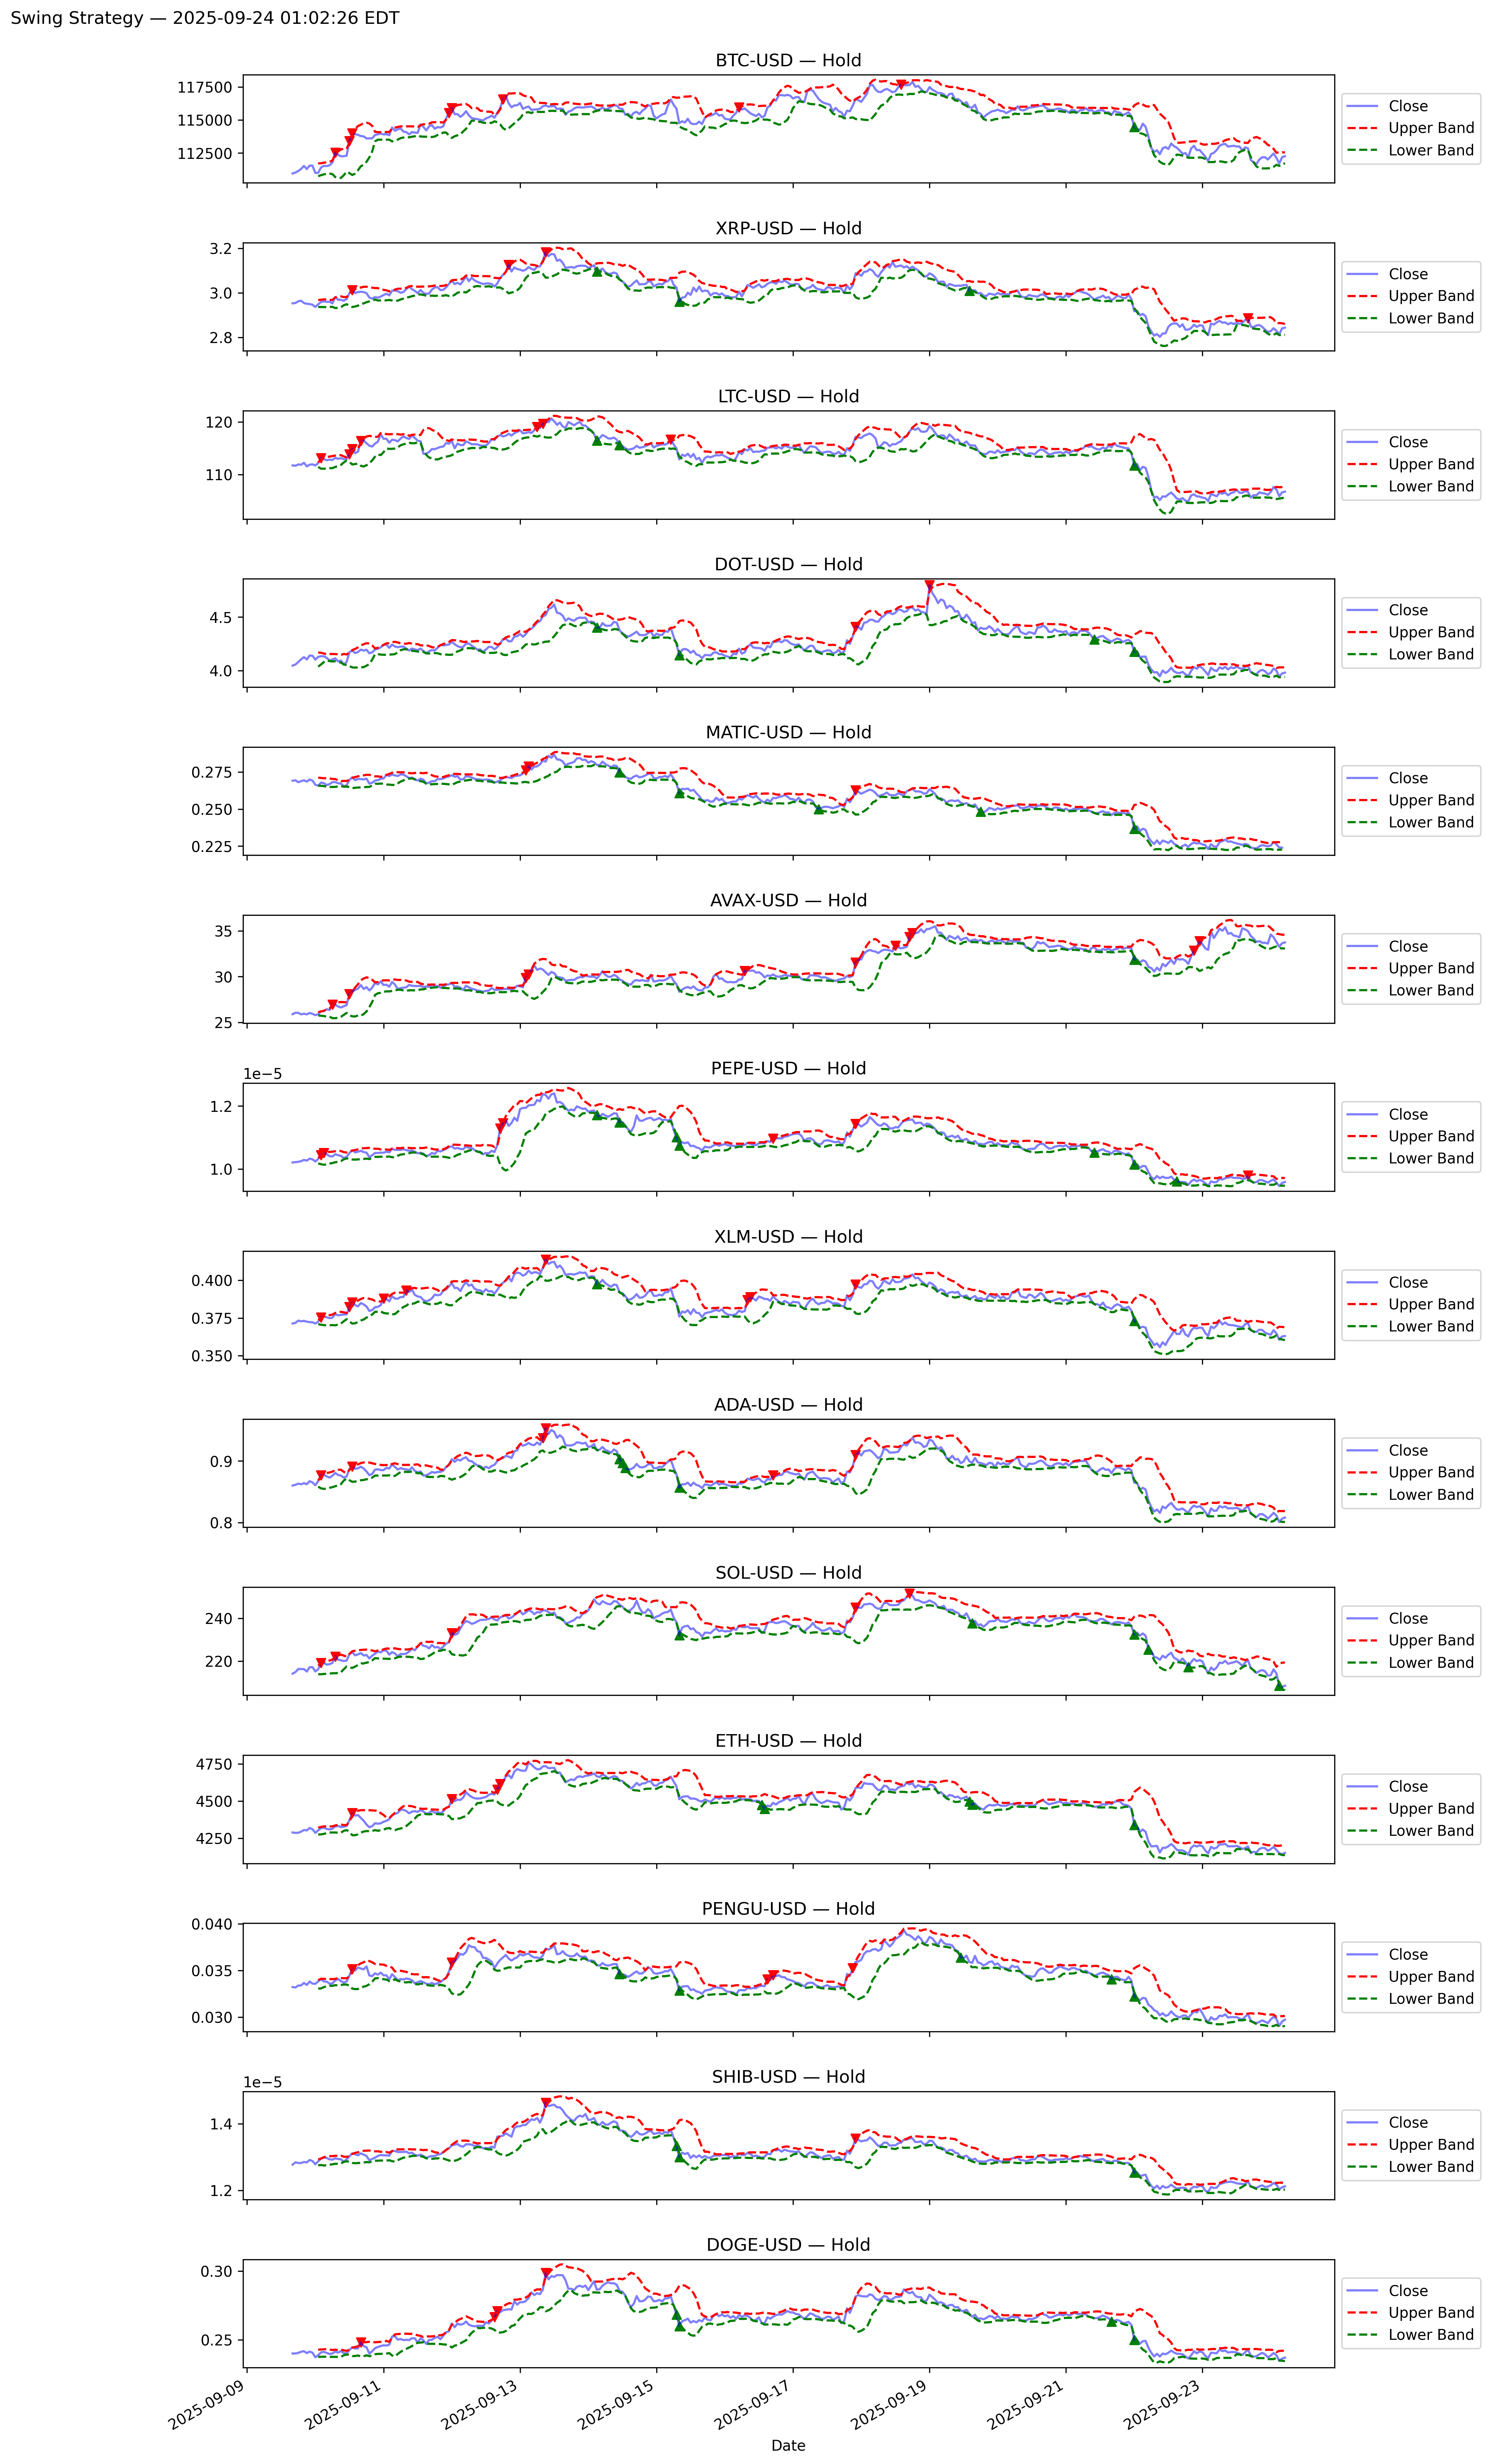 Swing Strategy — 2025-09-24 01:02:26 EDT
BTC-USD — Hold
117500
115000
112500
Close
Upper Band
Lower Band
XRP-USD — Hold
3.2
3.0
2.8
Close
Upper Band
Lower Band
LTC-USD — Hold
120
110
Close
Upper Band
Lower Band
DOT-USD — Hold
4.5
4.0
Close
Upper Band
Lower Band
MATIC-USD — Hold
0.275
0.250
0.225
Close
Upper Band
Lower Band
AVAX-USD — Hold
35
30
25
Close
Upper Band
Lower Band
PEPE-USD — Hold
1e−5
1.2
1.0
Close
Upper Band
Lower Band
XLM-USD — Hold
0.400
0.375
0.350
Close
Upper Band
Lower Band
ADA-USD — Hold
0.9
0.8
Close
Upper Band
Lower Band
SOL-USD — Hold
240
220
Close
Upper Band
Lower Band
ETH-USD — Hold
4750
4500
4250
Close
Upper Band
Lower Band
PENGU-USD — Hold
0.040
0.035
0.030
Close
Upper Band
Lower Band
SHIB-USD — Hold
1e−5
1.4
1.2
Close
Upper Band
Lower Band
DOGE-USD — Hold
0.30
0.25
Close
Upper Band
Lower Band
2025-09-09
2025-09-11
2025-09-13
2025-09-15
2025-09-17
2025-09-19
2025-09-21
2025-09-23
Date